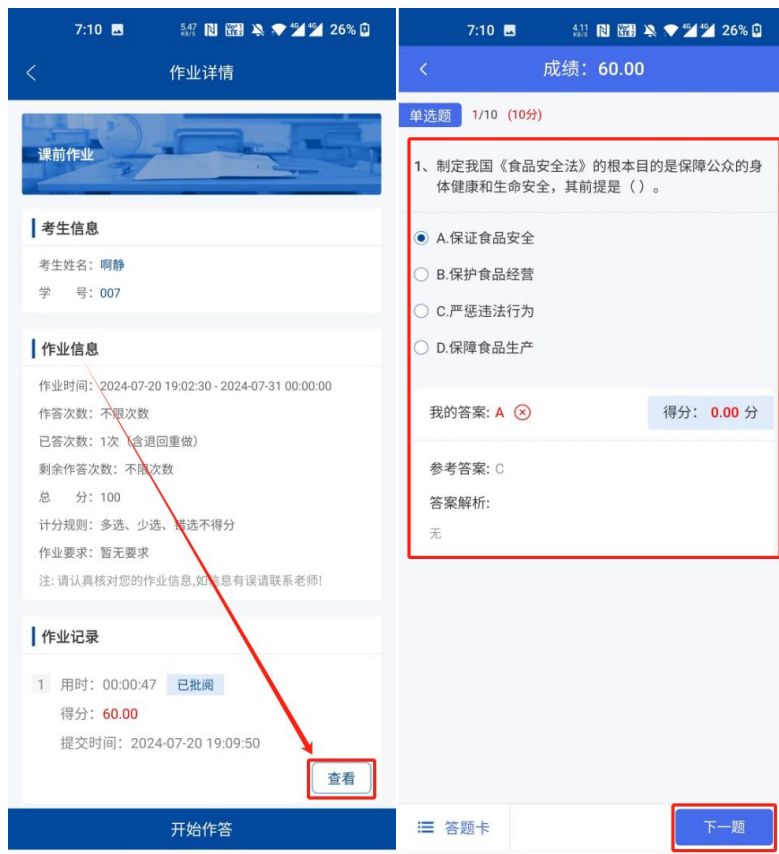 7:10
5.47 KB/S
4G 4G
26%
作业详情
课前作业
考生信息
考生姓名：啊静
学 号：007
作业信息
作业时间：2024-07-20 19:02:30 - 2024-07-31 00:00:00
作答次数：不限次数
已答次数：1次（含退回重做）
剩余作答次数：不限次数
总 分：100
计分规则：多选、少选、错选不得分
作业要求：暂无要求
注: 请认真核对您的作业信息,如信息有误请联系老师!
作业记录
1 用时：00:00:47 已批阅
得分：60.00
提交时间：2024-07-20 19:09:50
查看
开始作答
7:10
4.11 KB/S
4G 4G
26%
成绩：60.00
单选题 1/10 (10分)
1、制定我国《食品安全法》的根本目的是保障公众的身
体健康和生命安全，其前提是（ ）。
A.保证食品安全
B.保护食品经营
C.严惩违法行为
D.保障食品生产
我的答案: A
得分： 0.00 分
参考答案: C
答案解析:
无
答题卡
下一题